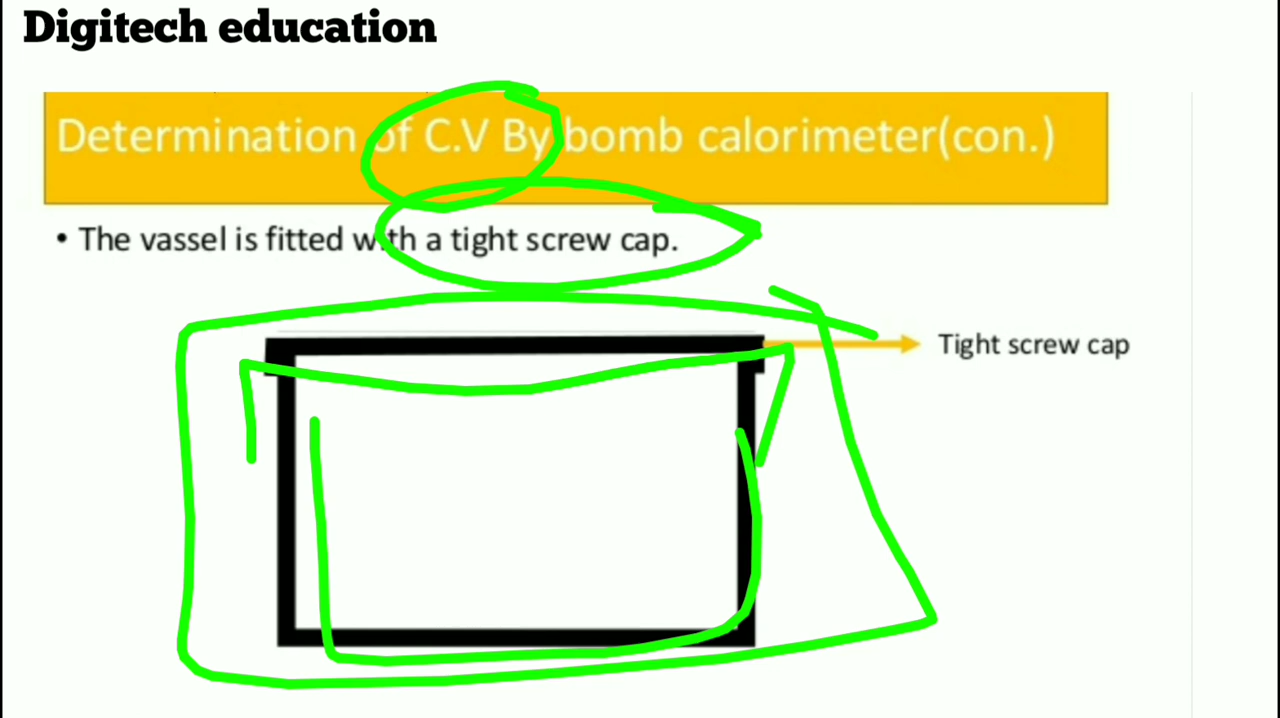 Digitech education
Determination of C.V By bomb calorimeter(con.)
• The vassel is fitted with a tight screw cap.
Tight screw cap